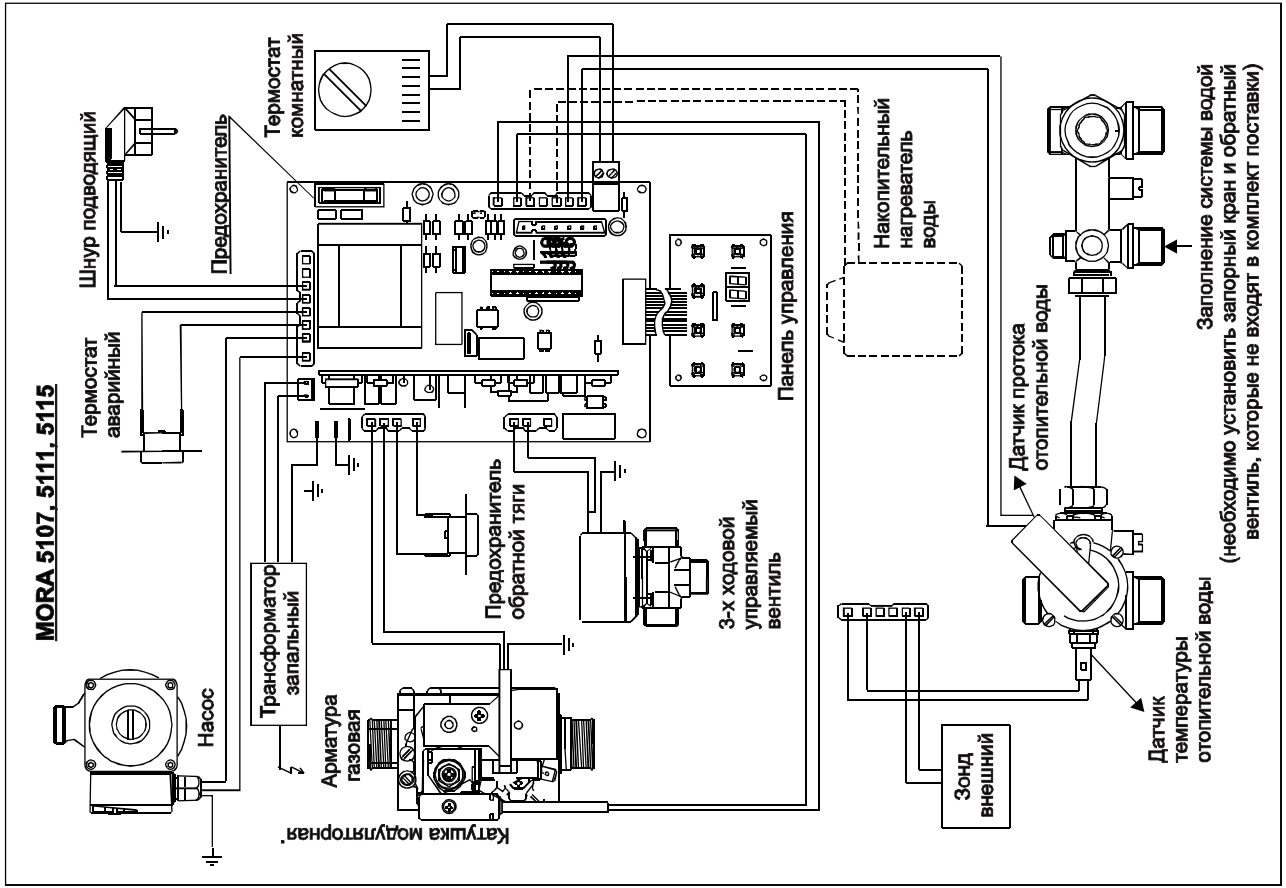 MORA 5107, 5111, 5115
Насос
Трансформатор
запальный
Термостат
аварийный
Шнур подводящий
Предохранитель
Термостат
комнатный
Арматура
газовая
Катушка модуляторная
Предохранитель
обратной тяги
3-х ходовой
управляемый
вентиль
Панель управления
Накопительный
нагреватель
воды
Зонд
внешний
Датчик
температуры
отопительной воды
Датчик протока
отопительной воды
Заполнение системы водой
(необходимо установить запорный кран и обратный
вентиль, которые не входят в комплект поставки)